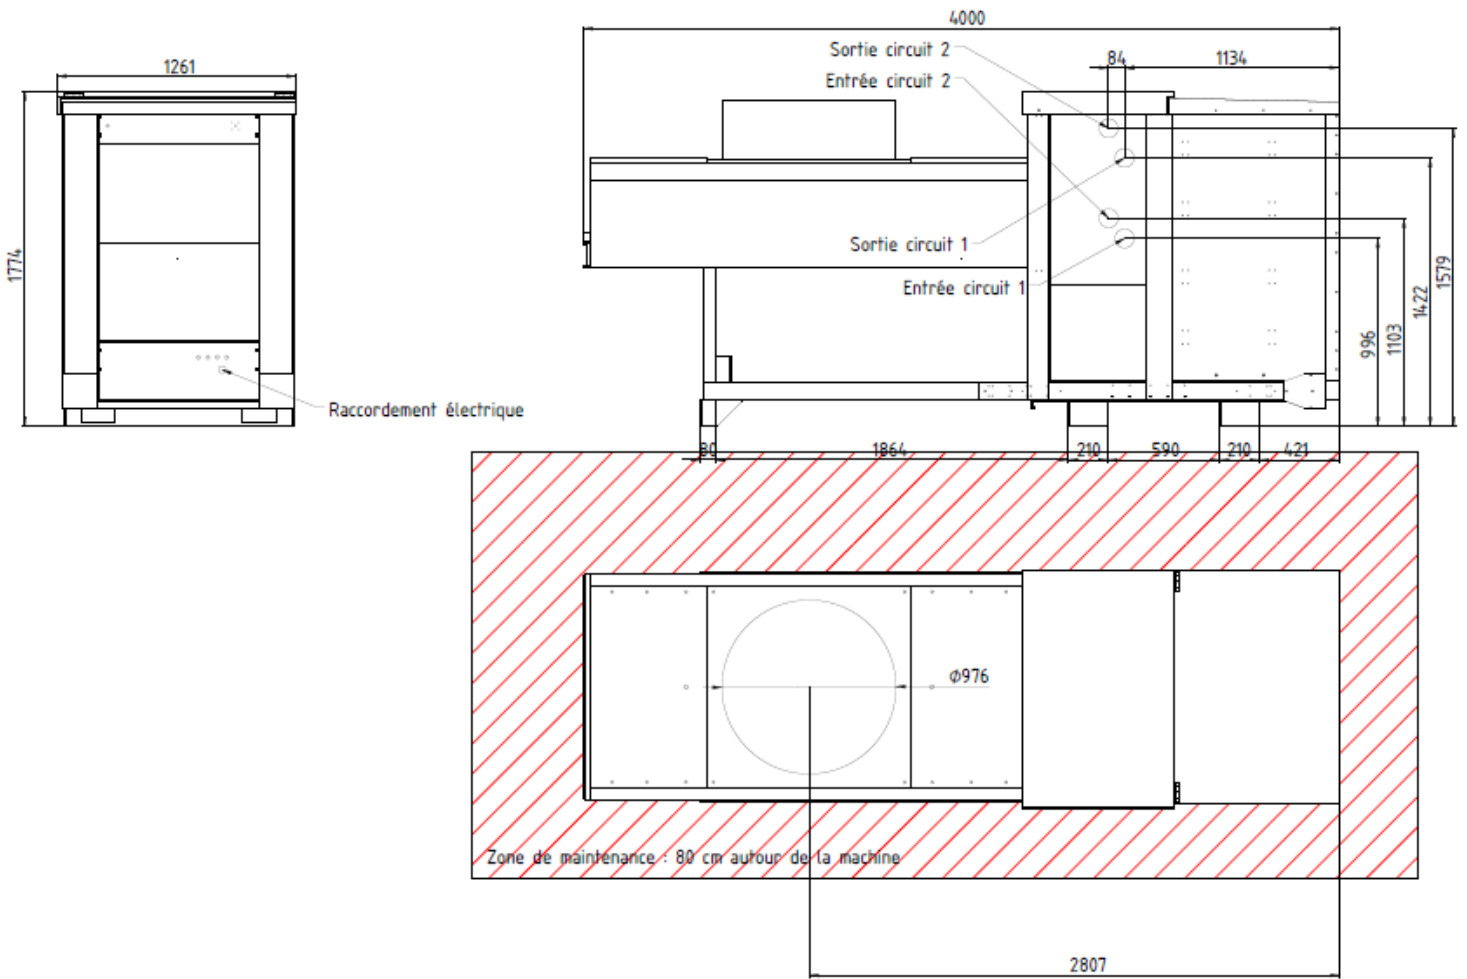 4000
Sortie circuit 2
84
1134
1261
Entrée circuit 2
1774
Sortie circuit 1
Entrée circuit 1
996
1103
1422
1579
Raccordement électrique
80
1864
210
590
210
421
Φ976
Zone de maintenance : 80 cm autour de la machine
2807